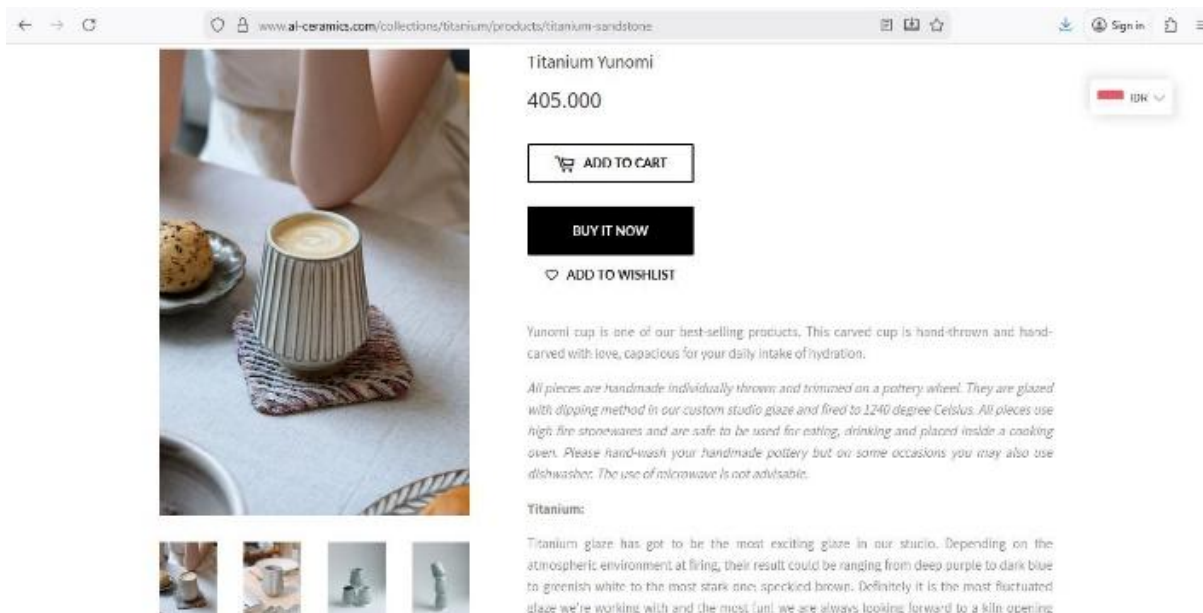 www.al-ceramics.com/collections/titanium/products/titanium-sandstone
Sign in
Titanium Yunomi
405.000
IDR
ADD TO CART
BUY IT NOW
ADD TO WISHLIST
Yunomi cup is one of our best-selling products. This carved cup is hand-thrown and hand-
carved with love, capacious for your daily intake of hydration.
All pieces are handmade individually thrown and trimmed on a pottery wheel. They are glazed
with dipping method in our custom studio glaze and fired to 1240 degree Celsius. All pieces use
high fire stonewares and are safe to be used for eating, drinking and placed inside a cooking
oven. Please hand-wash your handmade pottery but on some occasions you may also use
dishwasher. The use of microwave is not advisable.
Titanium:
Titanium glaze has got to be the most exciting glaze in our studio. Depending on the
atmospheric environment at firing, their result could be ranging from deep purple to dark blue
to greenish white to the most stark one: speckled brown. Definitely it is the most fluctuated
glaze we're working with and the most fun! we are always looking forward to a kiln opening